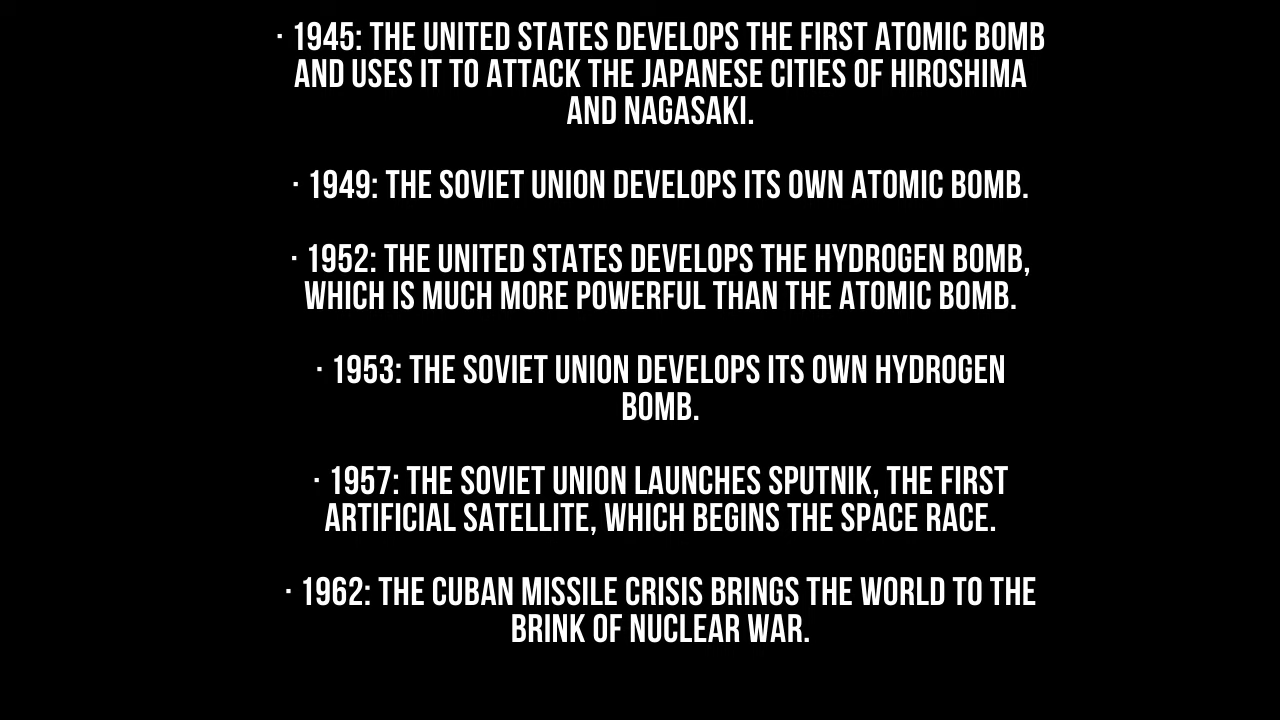 · 1945: THE UNITED STATES DEVELOPS THE FIRST ATOMIC BOMB
AND USES IT TO ATTACK THE JAPANESE CITIES OF HIROSHIMA
AND NAGASAKI.
· 1949: THE SOVIET UNION DEVELOPS ITS OWN ATOMIC BOMB.
· 1952: THE UNITED STATES DEVELOPS THE HYDROGEN BOMB,
WHICH IS MUCH MORE POWERFUL THAN THE ATOMIC BOMB.
· 1953: THE SOVIET UNION DEVELOPS ITS OWN HYDROGEN
BOMB.
· 1957: THE SOVIET UNION LAUNCHES SPUTNIK, THE FIRST
ARTIFICIAL SATELLITE, WHICH BEGINS THE SPACE RACE.
· 1962: THE CUBAN MISSILE CRISIS BRINGS THE WORLD TO THE
BRINK OF NUCLEAR WAR.